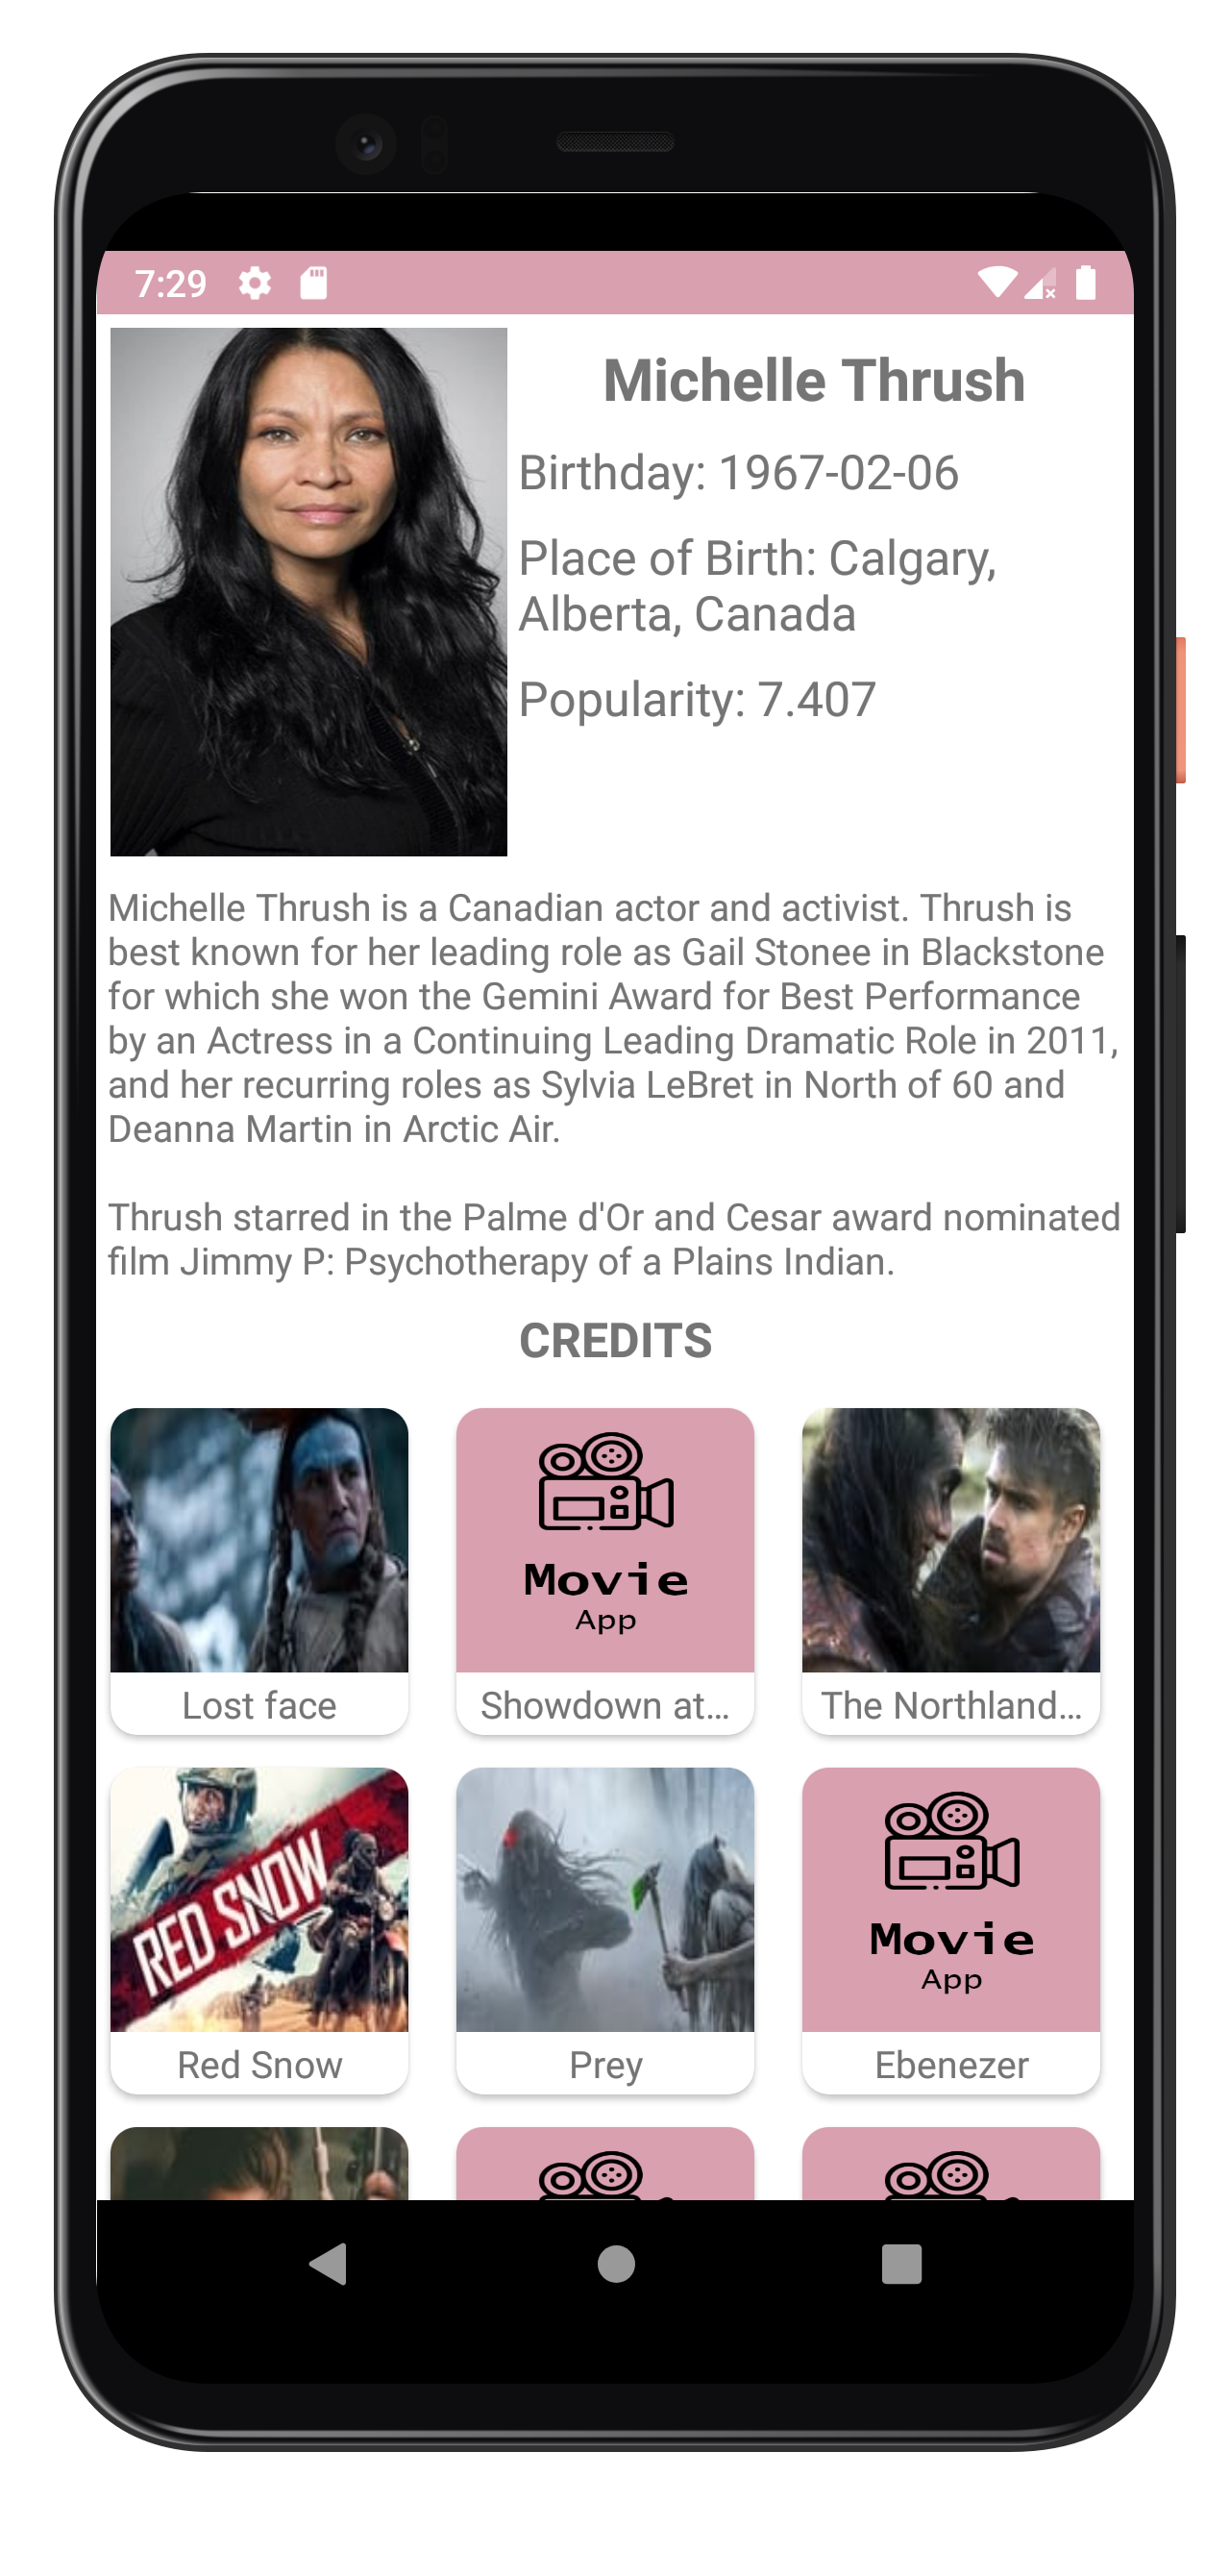 7:29
Michelle Thrush
Birthday: 1967-02-06
Place of Birth: Calgary,
Alberta, Canada
Popularity: 7.407
Michelle Thrush is a Canadian actor and activist. Thrush is
best known for her leading role as Gail Stonee in Blackstone
for which she won the Gemini Award for Best Performance
by an Actress in a Continuing Leading Dramatic Role in 2011,
and her recurring roles as Sylvia LeBret in North of 60 and
Deanna Martin in Arctic Air.
Thrush starred in the Palme d'Or and Cesar award nominated
film Jimmy P: Psychotherapy of a Plains Indian.
CREDITS
Movie
App
Lost face
Showdown at...
The Northland...
RED SNOW
Movie
App
Red Snow
Prey
Ebenezer